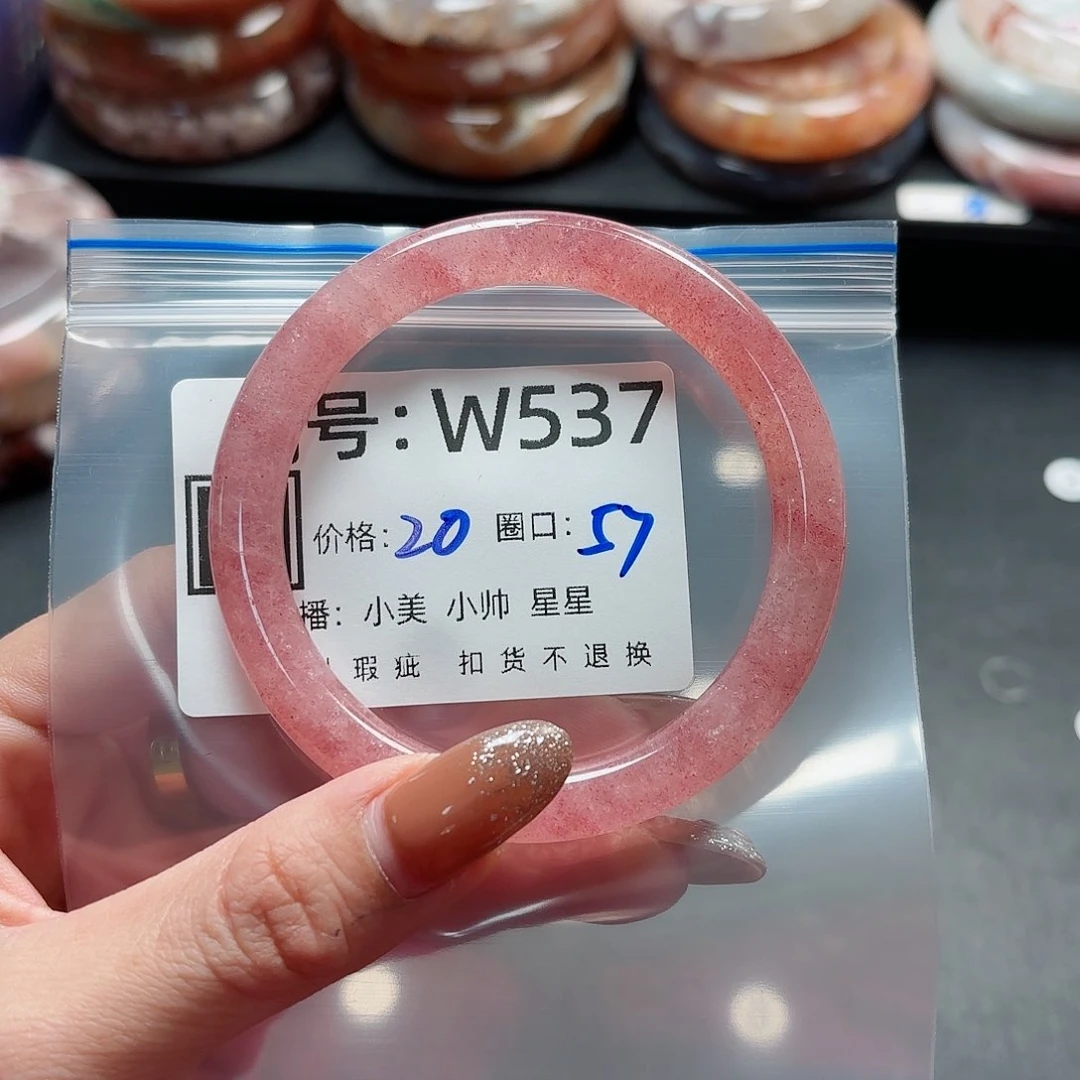 号:W537
价格:20 圈口:57
播: 小美 小帅 星星
瑕疵 扣货不退换